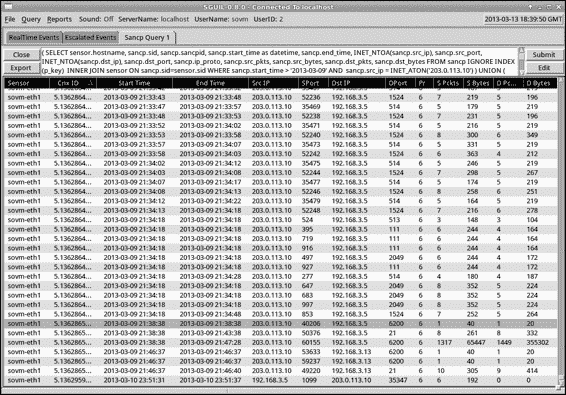 SGUIL-0.8.0 - Connected To localhost
File Query Reports Sound: Off ServerName: localhost UserName: sovm UserID: 2 2013-03-13 18:39:50 GMT
RealTime Events Escalated Events Sancp Query 1
Close ( SELECT sensor.hostname, sancp.sid, sancp.sancpid, sancp.start_time as datetime, sancp.end_time, INET_NTOA(sancp.src_ip), sancp.src_port, Submit
INET_NTOA(sancp.dst_ip), sancp.dst_port, sancp.ip_proto, sancp.src_pkts, sancp.src_bytes, sancp.dst_pkts, sancp.dst_bytes FROM sancp IGNORE INDEX
Export (p_key) INNER JOIN sensor ON sancp.sid=sensor.sid WHERE sancp.start_time > '2013-03-09' AND sancp.src_ip = INET_ATON('203.0.113.10') ) UNION ( Edit
Sensor Cnx ID Start Time End Time Src IP SPort Dst IP DPort Pr S Pckts S Bytes D Pc... D Bytes
sovm-eth1 5.1362864... 2013-03-09 21:33:43 2013-03-09 21:33:48 203.0.113.10 52236 192.168.3.5 1524 6 7 219 5 196
sovm-eth1 5.1362864... 2013-03-09 21:33:47 2013-03-09 21:33:57 203.0.113.10 35469 192.168.3.5 514 6 5 179 5 219
sovm-eth1 5.1362864... 2013-03-09 21:33:48 2013-03-09 21:33:53 203.0.113.10 52238 192.168.3.5 1524 6 7 231 5 196
sovm-eth1 5.1362864... 2013-03-09 21:33:52 2013-03-09 21:34:02 203.0.113.10 35471 192.168.3.5 514 6 5 216 5 212
sovm-eth1 5.1362864... 2013-03-09 21:33:53 2013-03-09 21:33:58 203.0.113.10 52240 192.168.3.5 1524 6 8 300 6 349
sovm-eth1 5.1362864... 2013-03-09 21:33:57 2013-03-09 21:34:07 203.0.113.10 35473 192.168.3.5 514 6 5 331 5 219
sovm-eth1 5.1362864... 2013-03-09 21:33:58 2013-03-09 21:34:03 203.0.113.10 52242 192.168.3.5 1524 6 6 363 4 212
sovm-eth1 5.1362864... 2013-03-09 21:34:02 2013-03-09 21:34:12 203.0.113.10 35475 192.168.3.5 514 6 5 246 5 219
sovm-eth1 5.1362864... 2013-03-09 21:34:03 2013-03-09 21:34:08 203.0.113.10 52244 192.168.3.5 1524 6 7 298 5 267
sovm-eth1 5.1362864... 2013-03-09 21:34:07 2013-03-09 21:34:17 203.0.113.10 35477 192.168.3.5 514 6 5 174 5 219
sovm-eth1 5.1362864... 2013-03-09 21:34:08 2013-03-09 21:34:13 203.0.113.10 52246 192.168.3.5 1524 6 8 258 6 251
sovm-eth1 5.1362864... 2013-03-09 21:34:12 2013-03-09 21:34:22 203.0.113.10 35479 192.168.3.5 514 6 5 164 5 219
sovm-eth1 5.1362864... 2013-03-09 21:34:13 2013-03-09 21:34:18 203.0.113.10 52248 192.168.3.5 1524 6 7 216 6 278
sovm-eth1 5.1362864... 2013-03-09 21:34:18 2013-03-09 21:34:18 203.0.113.10 524 192.168.3.5 513 6 3 148 3 104
sovm-eth1 5.1362864... 2013-03-09 21:34:18 2013-03-09 21:34:18 203.0.113.10 395 192.168.3.5 111 6 6 244 4 164
sovm-eth1 5.1362864... 2013-03-09 21:34:18 2013-03-09 21:34:18 203.0.113.10 719 192.168.3.5 111 6 6 244 4 164
sovm-eth1 5.1362864... 2013-03-09 21:34:18 2013-03-09 21:34:18 203.0.113.10 916 192.168.3.5 111 6 6 244 4 164
sovm-eth1 5.1362864... 2013-03-09 21:34:18 2013-03-09 21:34:18 203.0.113.10 497 192.168.3.5 2049 6 6 244 4 172
sovm-eth1 5.1362864... 2013-03-09 21:34:18 2013-03-09 21:34:18 203.0.113.10 927 192.168.3.5 111 6 6 244 4 172
sovm-eth1 5.1362864... 2013-03-09 21:34:18 2013-03-09 21:34:28 203.0.113.10 277 192.168.3.5 514 6 4 180 4 187
sovm-eth1 5.1362864... 2013-03-09 21:34:18 2013-03-09 21:34:18 203.0.113.10 647 192.168.3.5 2049 6 8 352 5 224
sovm-eth1 5.1362864... 2013-03-09 21:34:18 2013-03-09 21:34:18 203.0.113.10 683 192.168.3.5 2049 6 8 352 5 224
sovm-eth1 5.1362864... 2013-03-09 21:34:18 2013-03-09 21:34:18 203.0.113.10 997 192.168.3.5 2049 6 8 352 5 224
sovm-eth1 5.1362864... 2013-03-09 21:34:18 2013-03-09 21:34:48 203.0.113.10 853 192.168.3.5 1524 6 7 252 5 264
sovm-eth1 5.1362865... 2013-03-09 21:38:38 2013-03-09 21:38:38 203.0.113.10 40206 192.168.3.5 6200 6 1 40 1 20
sovm-eth1 5.1362865... 2013-03-09 21:38:38 2013-03-09 21:43:38 203.0.113.10 50376 192.168.3.5 21 6 8 261 8 332
sovm-eth1 5.1362865... 2013-03-09 21:38:38 2013-03-09 21:47:28 203.0.113.10 60155 192.168.3.5 6200 6 1317 65447 1449 355302
sovm-eth1 5.1362865... 2013-03-09 21:46:37 2013-03-09 21:46:37 203.0.113.10 53633 192.168.3.13 6200 6 1 40 1 20
sovm-eth1 5.1362865... 2013-03-09 21:46:37 2013-03-09 21:46:37 203.0.113.10 50937 192.168.3.13 6200 6 1 40 1 20
sovm-eth1 5.1362865... 2013-03-09 21:46:37 2013-03-09 21:46:40 203.0.113.10 49220 192.168.3.13 21 6 10 305 9 414
sovm-eth1 5.1362959... 2013-03-10 23:51:37 2013-03-10 23:51:37 192.168.3.5 1099 203.0.113.10 35347 6 6 192 0 0